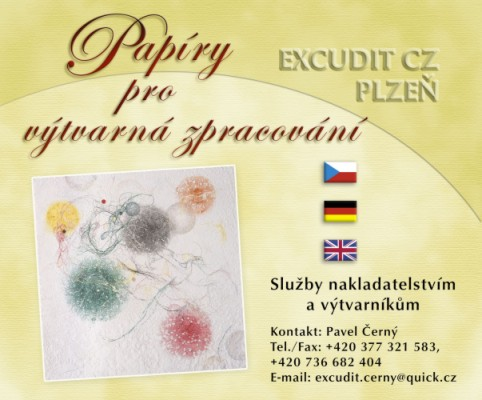 Papíry
pro
výtvarná zpracování
EXCUDIT CZ
PLZEŇ
Služby nakladatelstvím
a výtvarníkům
Kontakt: Pavel Černý
Tel./Fax: +420 377 321 583,
+420 736 682 404
E-mail: excudit.cerny@quick.cz